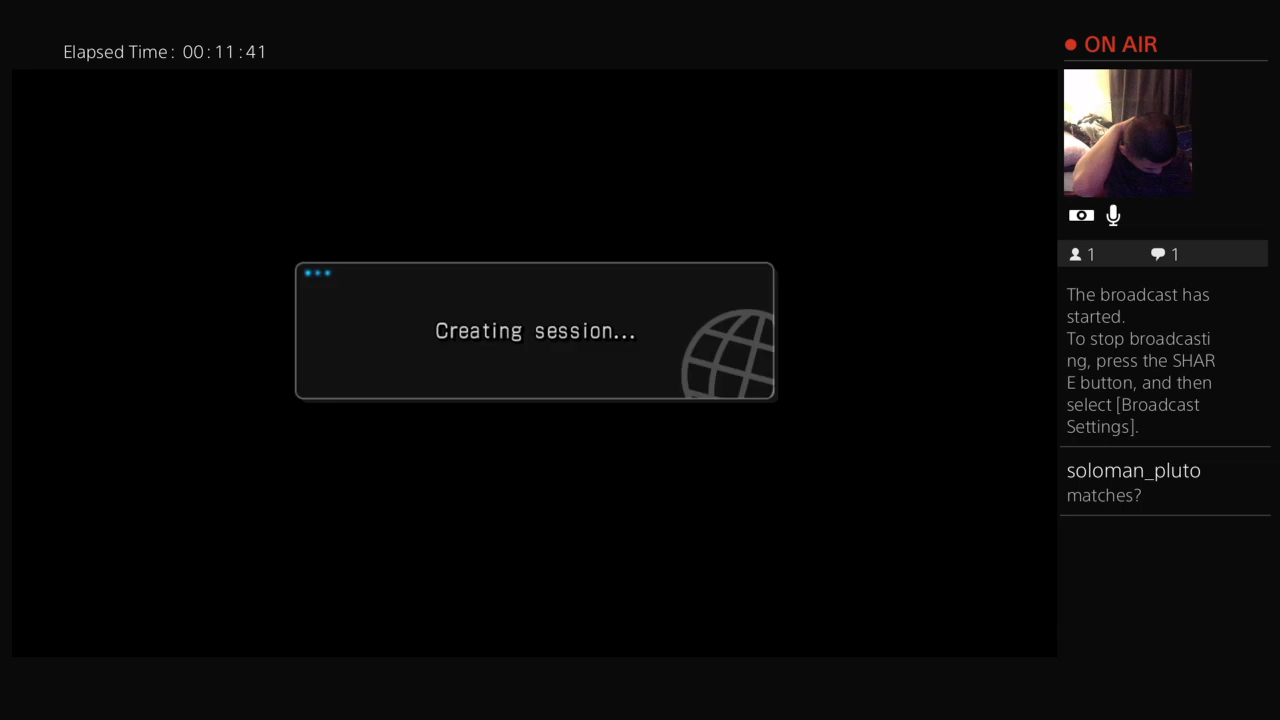 Elapsed Time: 00:11:41
ON AIR
1 1
Creating session...
The broadcast has
started.
To stop broadcasti
ng, press the SHAR
E button, and then
select [Broadcast
Settings].
soloman_pluto
matches?